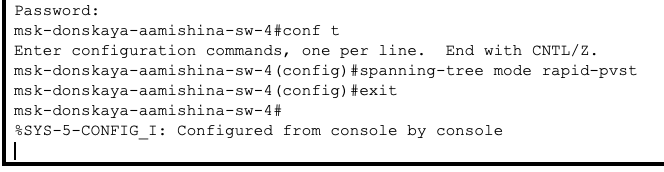 Password:
msk-donskaya-aamishina-sw-4#conf t
Enter configuration commands, one per line.  End with CNTL/Z.
msk-donskaya-aamishina-sw-4(config)#spanning-tree mode rapid-pvst
msk-donskaya-aamishina-sw-4(config)#exit
msk-donskaya-aamishina-sw-4#
%SYS-5-CONFIG_I: Configured from console by console